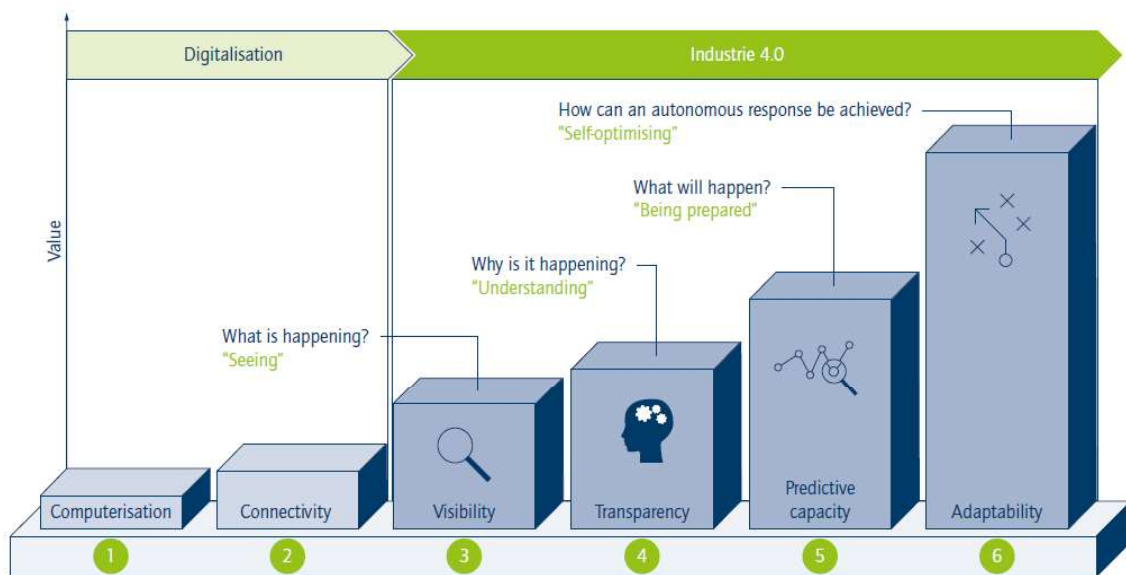 Digitalisation
Industrie 4.0
Value
How can an autonomous response be achieved?
"Self-optimising"
What will happen?
"Being prepared"
Why is it happening?
"Understanding"
What is happening?
"Seeing"
Computerisation
Connectivity
Visibility
Transparency
Predictive
capacity
Adaptability
1
2
3
4
5
6